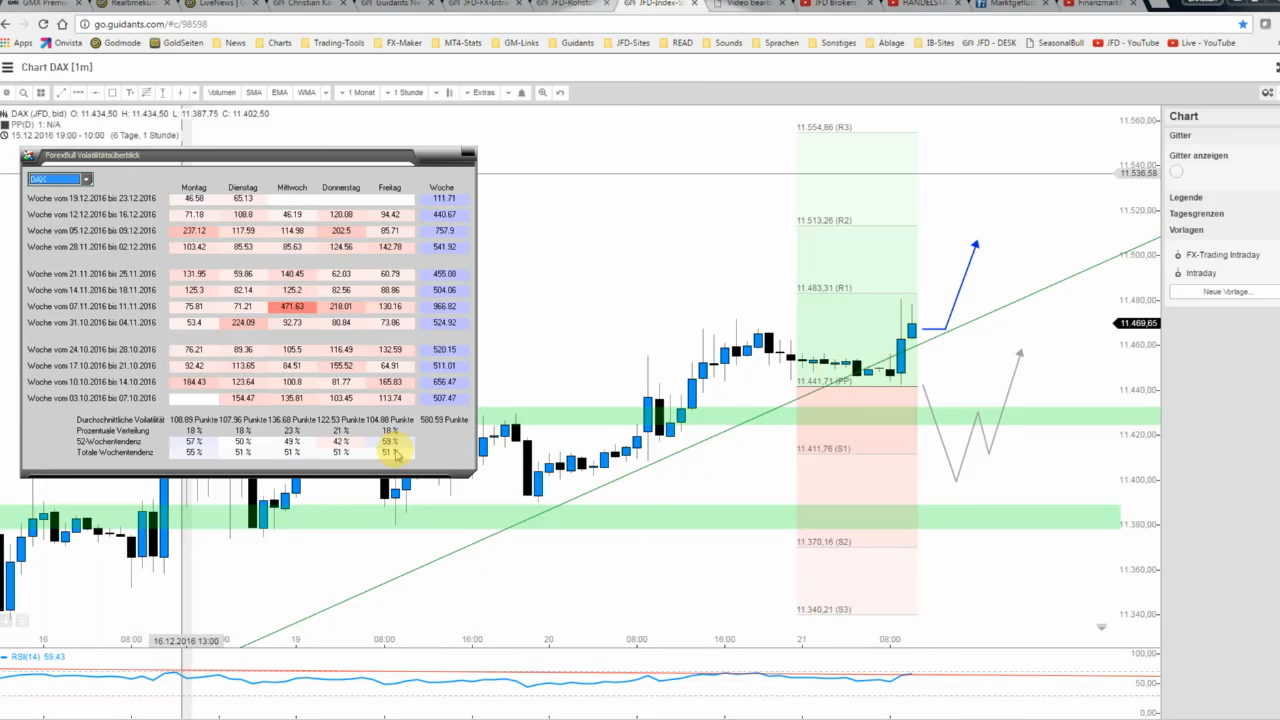 GMX Premium
Realtimekurs
LiveNews | G
Christian Kä
Guidants Ne
JFD-FX-Intra
JFD-Rohsto
JFD-Index-S
Video bearb
JFD Brokers
HANDELSTA
Marktgeflüs
Finanzmarkt
go.guidants.com/#c/98598
Apps Onvista Godmode GoldSeiten News Charts Trading-Tools FX-Maker MT4-Stats GM-Links Guidants JFD-Sites READ Sounds Sprachen Sonstiges Ablage IB-Sites JFD - DESK SeasonalBull JFD - YouTube Live - YouTube
Chart DAX [1m]
Volumen SMA EMA WMA 1 Monat 1 Stunde Extras
DAX (JFD, bid) O: 11.434,50 H: 11.434,50 L: 11.387,75 C: 11.402,50
PP(D) 1: N/A
15.12.2016 19:00 - 10:00 (6 Tage, 1 Stunde)
ForexBull Volatilitätsüberblick
DAX
Montag Dienstag Mittwoch Donnerstag Freitag Woche
Woche vom 19.12.2016 bis 23.12.2016 46.58 65.13 111.71
Woche vom 12.12.2016 bis 16.12.2016 71.18 108.8 46.19 120.08 94.42 440.67
Woche vom 05.12.2016 bis 09.12.2016 237.12 117.59 114.98 202.5 85.71 757.9
Woche vom 28.11.2016 bis 02.12.2016 103.42 85.53 85.63 124.56 142.78 541.92
Woche vom 21.11.2016 bis 25.11.2016 131.95 59.86 140.45 62.03 60.79 455.08
Woche vom 14.11.2016 bis 18.11.2016 125.3 82.14 125.2 82.56 88.86 504.06
Woche vom 07.11.2016 bis 11.11.2016 75.81 71.21 471.63 218.01 130.16 966.82
Woche vom 31.10.2016 bis 04.11.2016 53.4 224.09 92.73 80.84 73.86 524.92
Woche vom 24.10.2016 bis 28.10.2016 76.21 89.36 105.5 116.49 132.59 520.15
Woche vom 17.10.2016 bis 21.10.2016 92.42 113.65 84.51 155.52 64.91 511.01
Woche vom 10.10.2016 bis 14.10.2016 184.43 123.64 100.8 81.77 165.83 656.47
Woche vom 03.10.2016 bis 07.10.2016 154.47 135.81 103.45 113.74 507.47
Durchschnittliche Volatilität 108.89 Punkte 107.96 Punkte 136.68 Punkte 122.53 Punkte 104.88 Punkte 580.59 Punkte
Prozentuale Verteilung 18 % 18 % 23 % 21 % 18 %
52-Wochentendenz 57 % 50 % 49 % 42 % 59 %
Totale Wochentendenz 55 % 51 % 51 % 51 % 51 %
11.554,86 (R3)
11.513,26 (R2)
11.483,31 (R1)
11.441,71 (PP)
11.411,76 (S1)
11.370,16 (S2)
11.340,21 (S3)
11.560,00
11.540,00
11.536,58
11.520,00
11.500,00
11.480,00
11.469,65
11.460,00
11.440,00
11.420,00
11.400,00
11.380,00
11.360,00
11.340,00
16 08:00 16.12.2016 13:00 19 08:00 16:00 20 08:00 16:00 21 08:00
RSI(14) 59,43
100,00
50,00
0,00
Chart
Gitter
Gitter anzeigen
Legende
Tagesgrenzen
Vorlagen
FX-Trading Intraday
Intraday
Neue Vorlage...